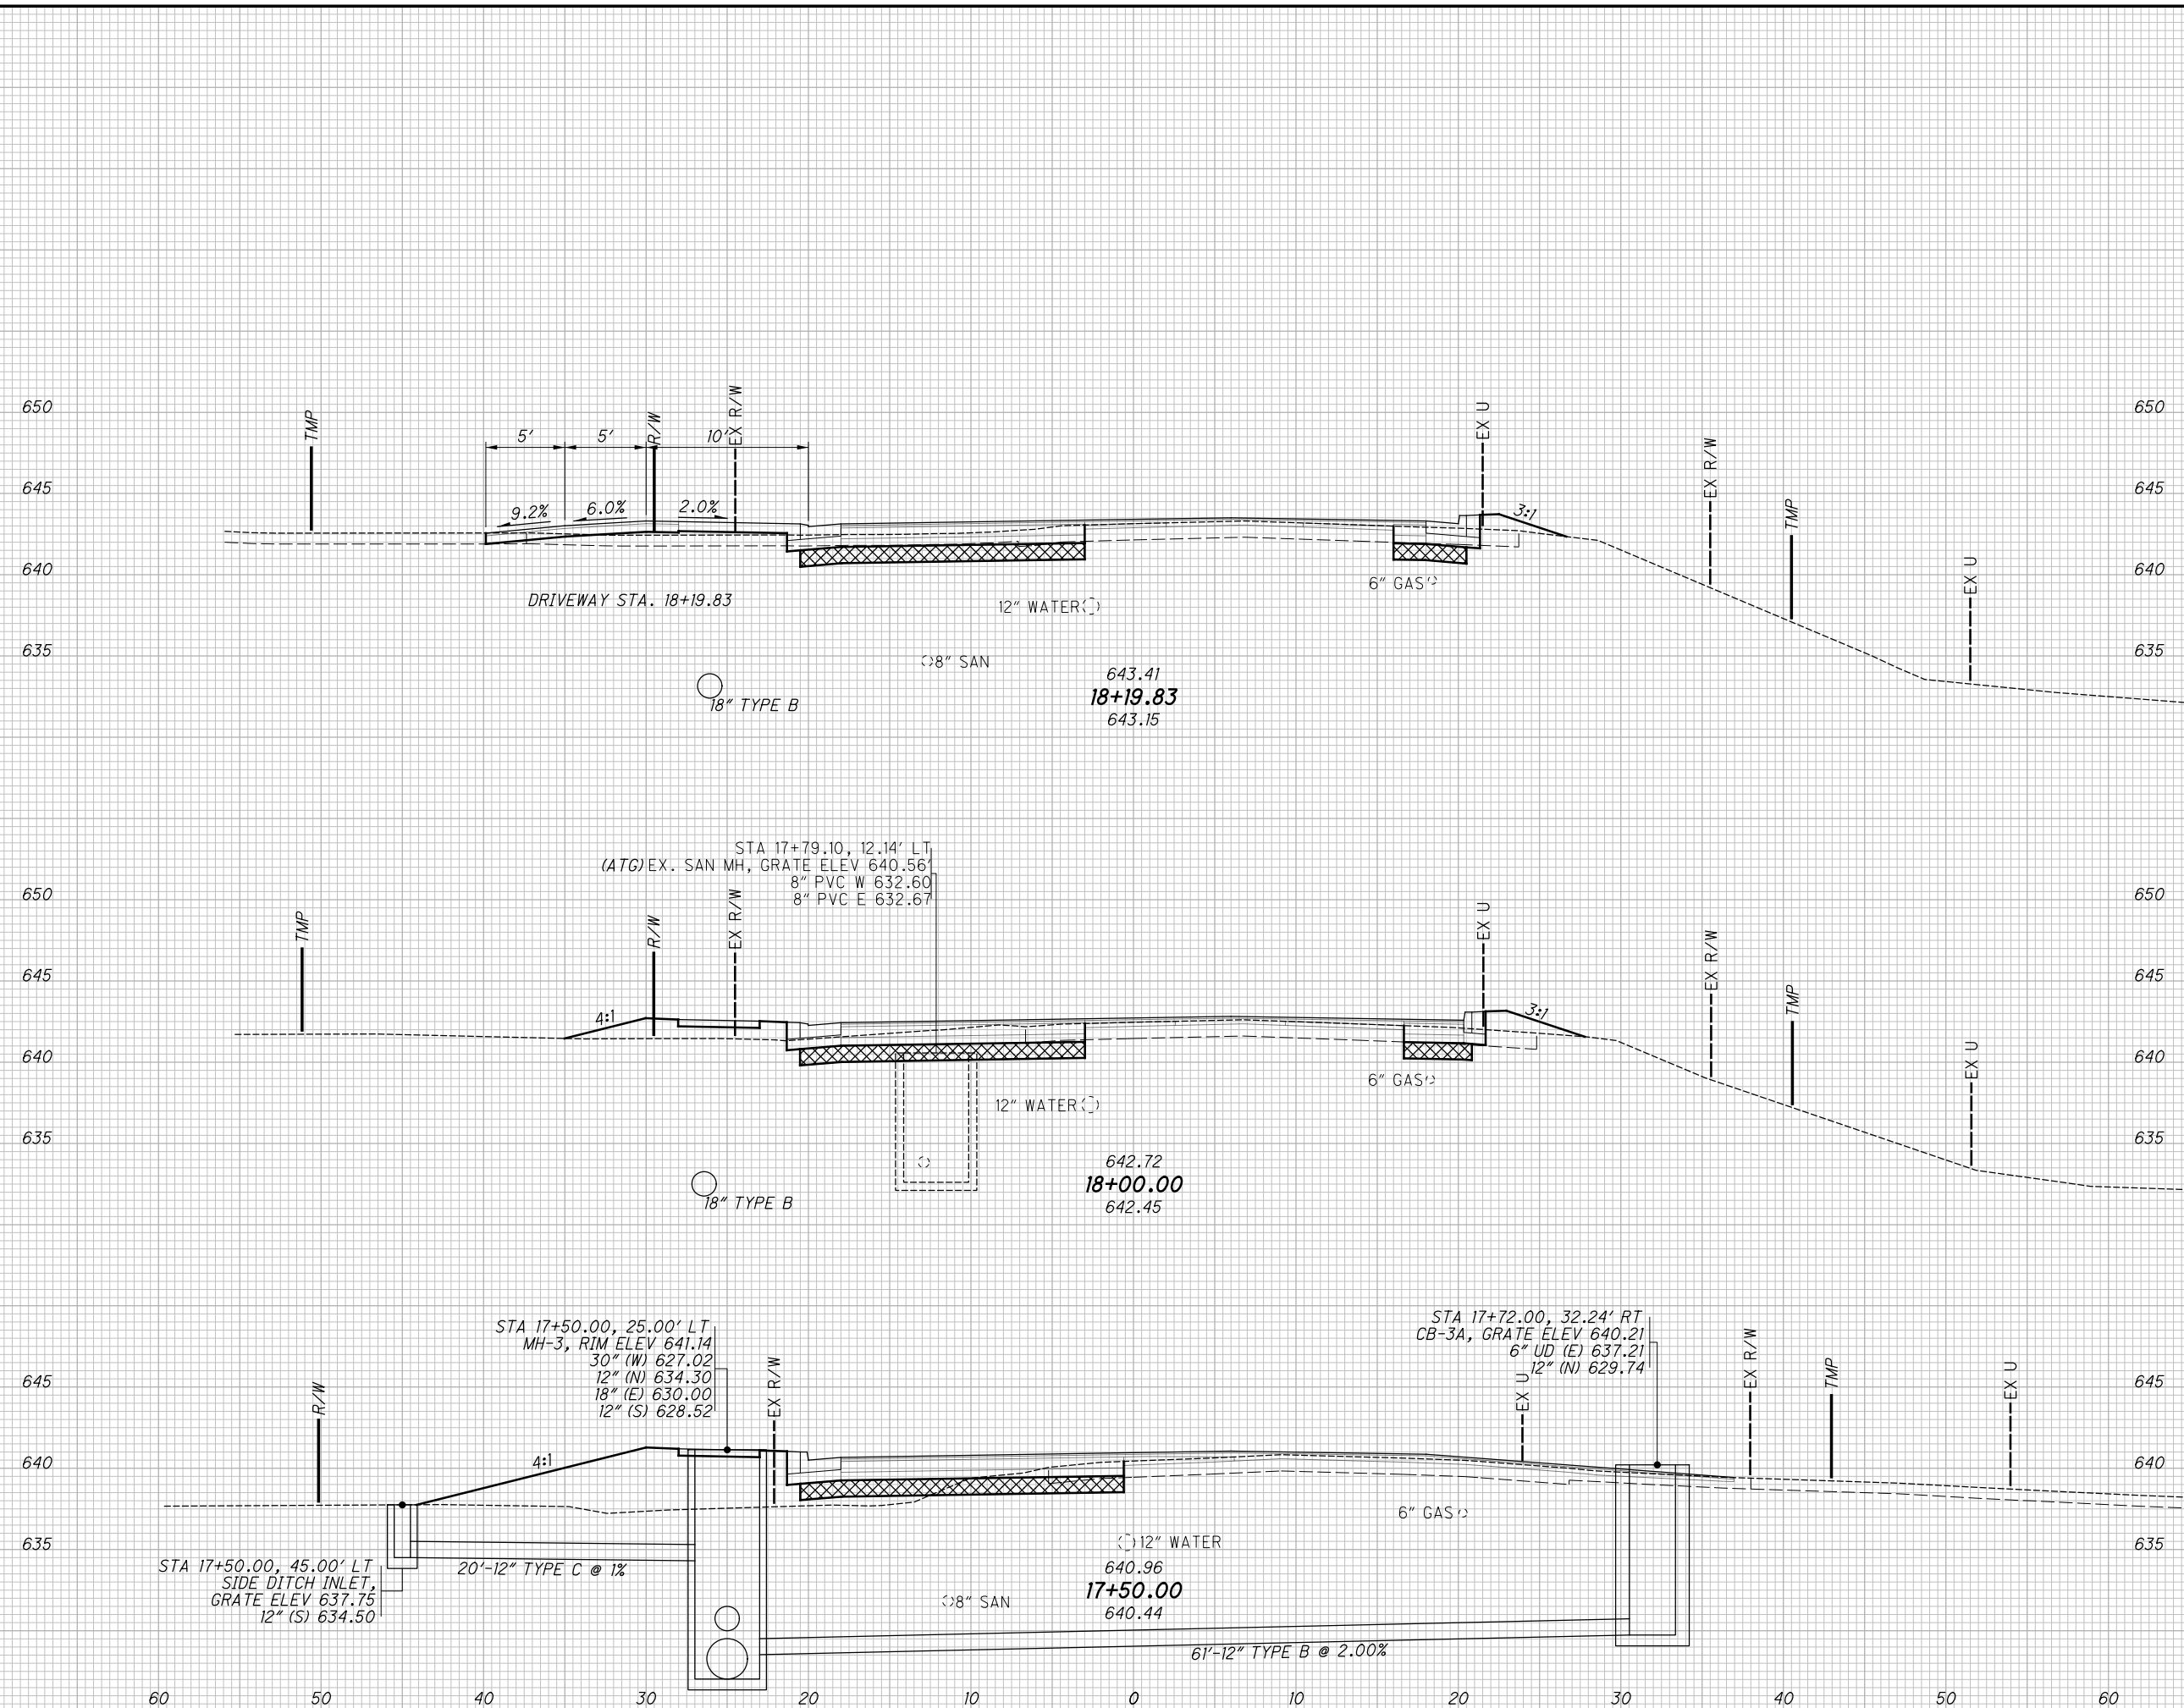 650
650
TMP
5'
5'
R/W
10'
EX R/W
EX U
EX R/W
645
645
9.2%
6.0%
2.0%
3:1
TMP
640
640
EX U
6" GAS
DRIVEWAY STA. 18+19.83
12" WATER
635
635
8" SAN
643.41
18" TYPE B
18+19.83
643.15
STA 17+79.10, 12.14' LT
(ATG) EX. SAN MH, GRATE ELEV 640.56'
8" PVC W 632.60
8" PVC E 632.67
650
650
TMP
R/W
EX R/W
EX U
EX R/W
645
645
4:1
3:1
TMP
640
640
EX U
6" GAS
12" WATER
635
635
642.72
18+00.00
642.45
18" TYPE B
STA 17+50.00, 25.00' LT
MH-3, RIM ELEV 641.14
30" (W) 627.02
12" (N) 634.30
18" (E) 630.00
12" (S) 628.52
STA 17+72.00, 32.24' RT
CB-3A, GRATE ELEV 640.21
6" UD (E) 637.21
12" (N) 629.74
645
645
R/W
EX R/W
EX U
EX R/W
TMP
EX U
640
640
4:1
6" GAS
635
635
12" WATER
STA 17+50.00, 45.00' LT
SIDE DITCH INLET,
GRATE ELEV 637.75
12" (S) 634.50
20'-12" TYPE C @ 1%
640.96
17+50.00
640.44
8" SAN
61'-12" TYPE B @ 2.00%
60 50 40 30 20 10 0 10 20 30 40 50 60